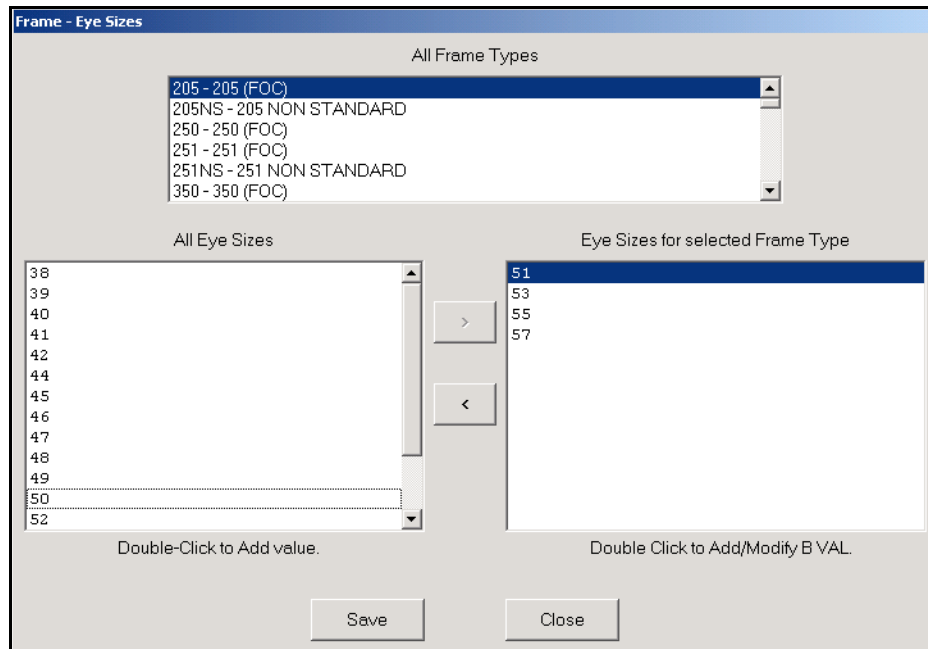 Frame - Eye Sizes
All Frame Types
205 - 205 (FOC)
205NS - 205 NON STANDARD
250 - 250 (FOC)
251 - 251 (FOC)
251NS - 251 NON STANDARD
350 - 350 (FOC)
All Eye Sizes
38
39
40
41
42
44
45
46
47
48
49
50
52
Double-Click to Add value.
>
<
Eye Sizes for selected Frame Type
51
53
55
57
Double Click to Add/Modify B VAL.
Save
Close